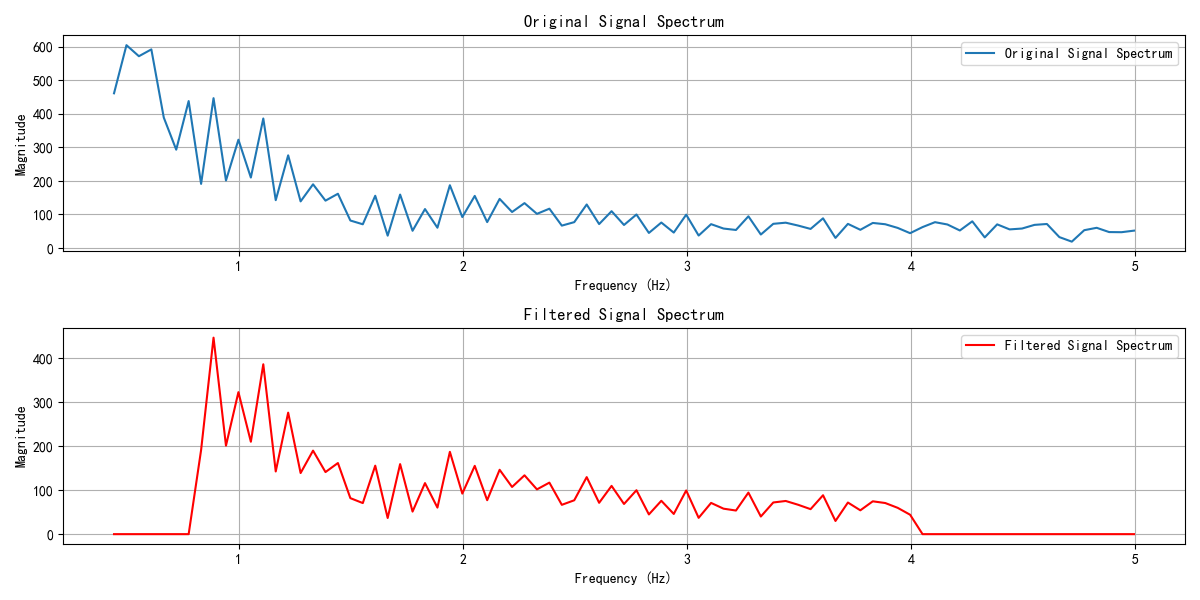 Original Signal Spectrum
Original Signal Spectrum
Magnitude
600
500
400
300
200
100
0
1
2
3
4
5
Frequency (Hz)
Filtered Signal Spectrum
Filtered Signal Spectrum
Magnitude
400
300
200
100
0
1
2
3
4
5
Frequency (Hz)